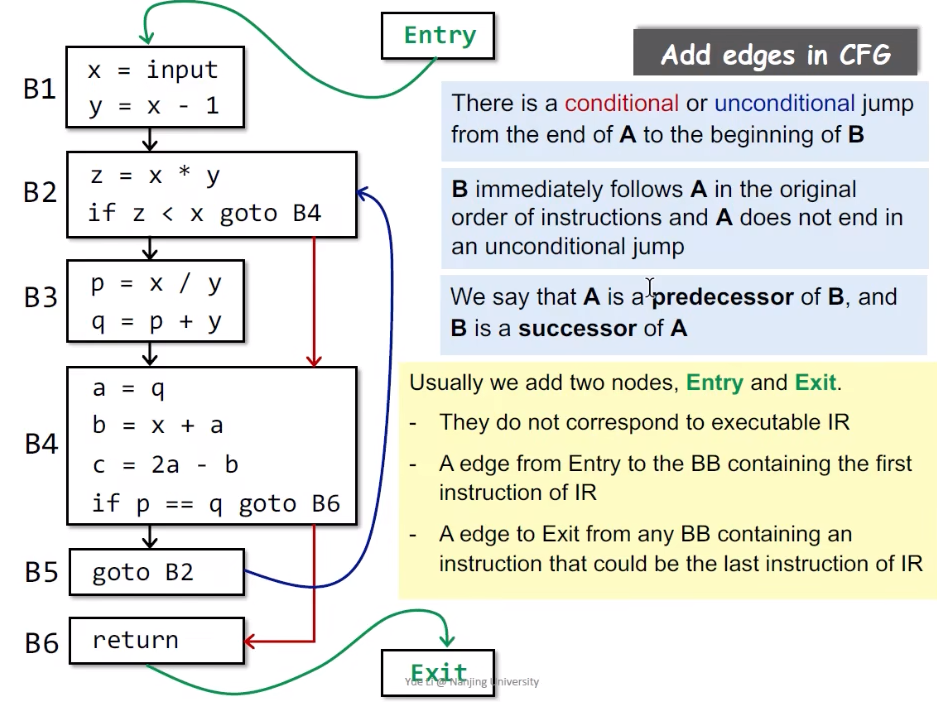 Entry
Add edges in CFG
B1
x = input
y = x - 1
B2
z = x * y
if z < x goto B4
B3
p = x / y
q = p + y
B4
a = q
b = x + a
c = 2a - b
if p == q goto B6
B5
goto B2
B6
return
Exit
There is a conditional or unconditional jump
from the end of A to the beginning of B
B immediately follows A in the original
order of instructions and A does not end in
an unconditional jump
We say that A is a predecessor of B, and
B is a successor of A
Usually we add two nodes, Entry and Exit.
- They do not correspond to executable IR
- A edge from Entry to the BB containing the first
instruction of IR
- A edge to Exit from any BB containing an
instruction that could be the last instruction of IR
Yue Li @ Nanjing University